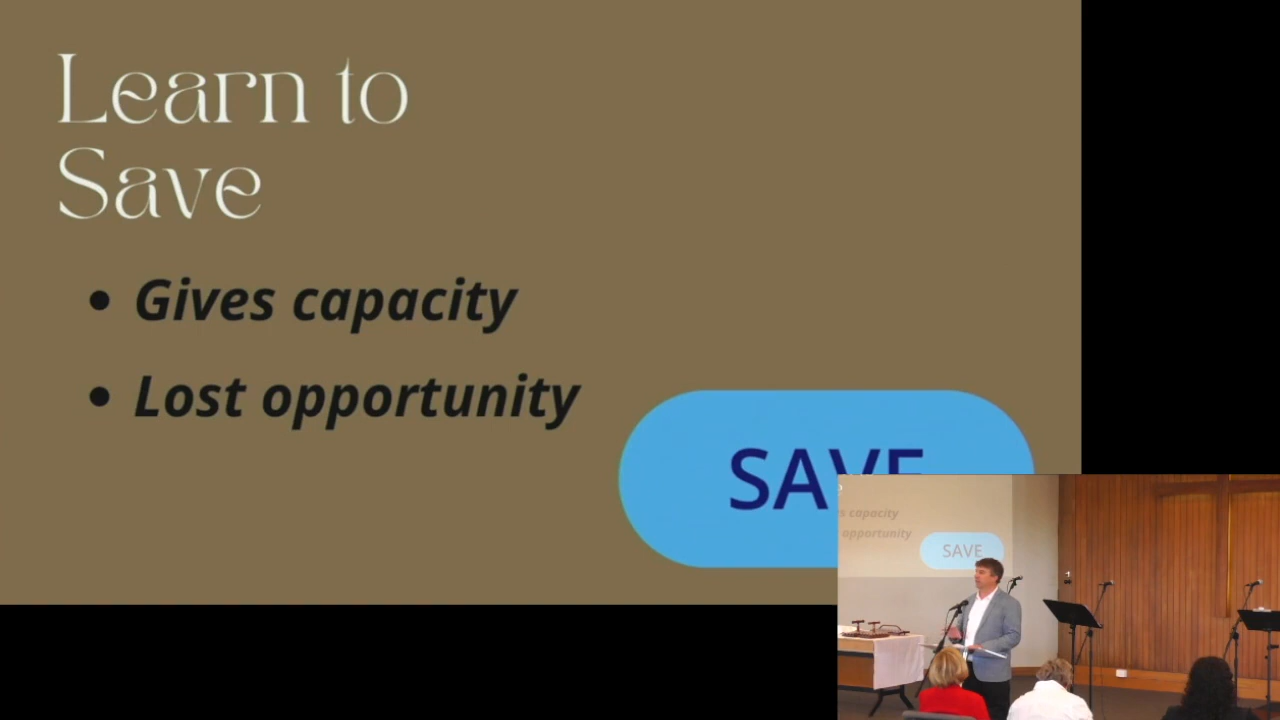 Learn to
Save
• Gives capacity
• Lost opportunity
SAVE
s capacity
opportunity
SAVE